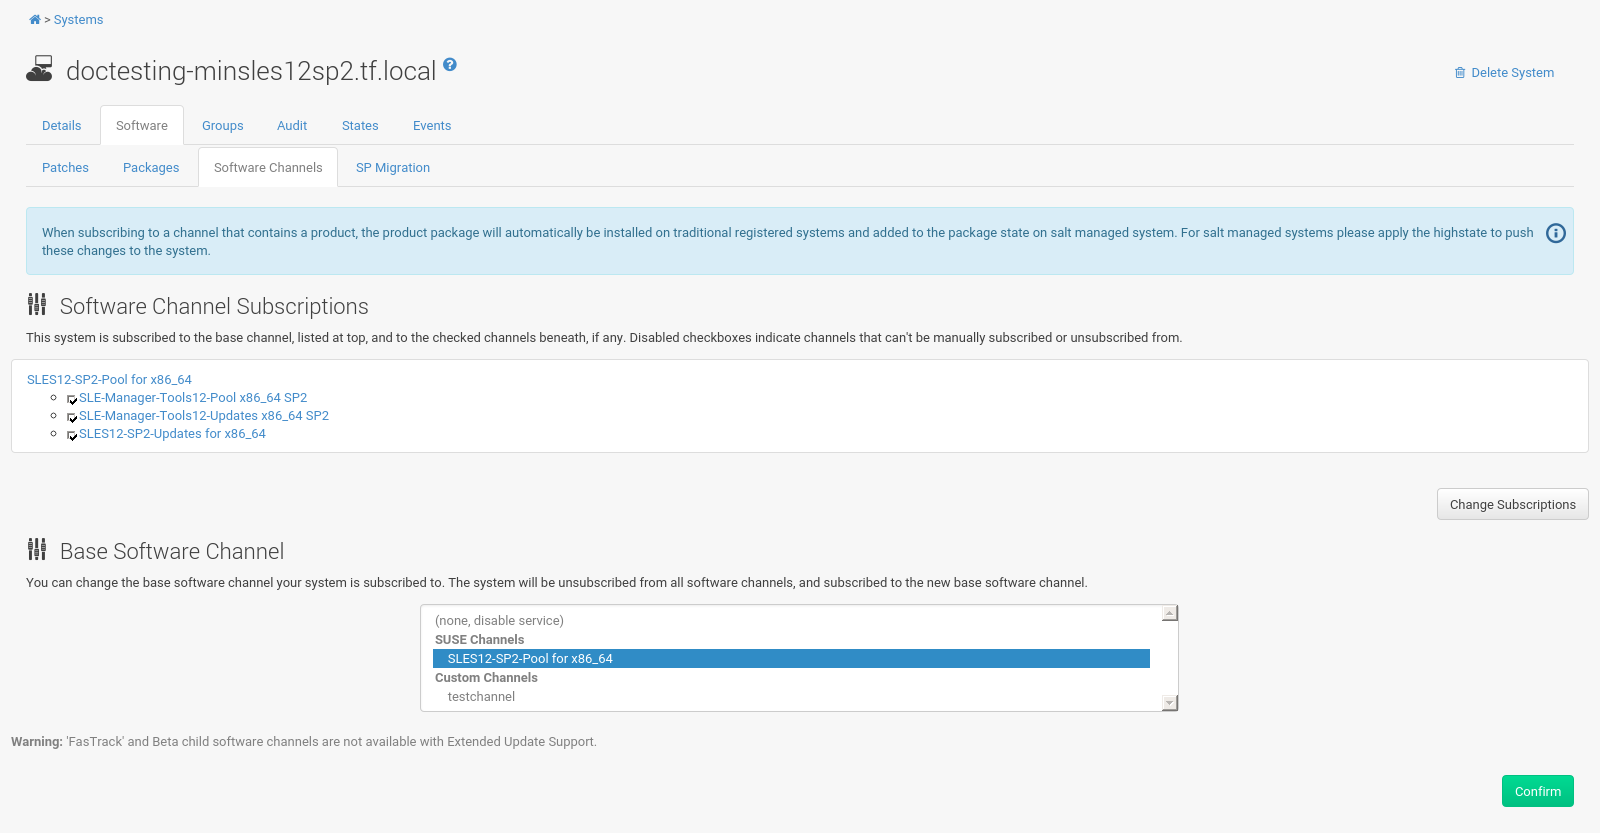 > Systems
doctesting-minsles12sp2.tf.local ?
Delete System
Details Software Groups Audit States Events
Patches Packages Software Channels SP Migration
When subscribing to a channel that contains a product, the product package will automatically be installed on traditional registered systems and added to the package state on salt managed system. For salt managed systems please apply the highstate to push
these changes to the system.
Software Channel Subscriptions
This system is subscribed to the base channel, listed at top, and to the checked channels beneath, if any. Disabled checkboxes indicate channels that can't be manually subscribed or unsubscribed from.
SLES12-SP2-Pool for x86_64
SLE-Manager-Tools12-Pool x86_64 SP2
SLE-Manager-Tools12-Updates x86_64 SP2
SLES12-SP2-Updates for x86_64
Change Subscriptions
Base Software Channel
You can change the base software channel your system is subscribed to. The system will be unsubscribed from all software channels, and subscribed to the new base software channel.
(none, disable service)
SUSE Channels
SLES12-SP2-Pool for x86_64
Custom Channels
testchannel
Warning: 'FasTrack' and Beta child software channels are not available with Extended Update Support.
Confirm